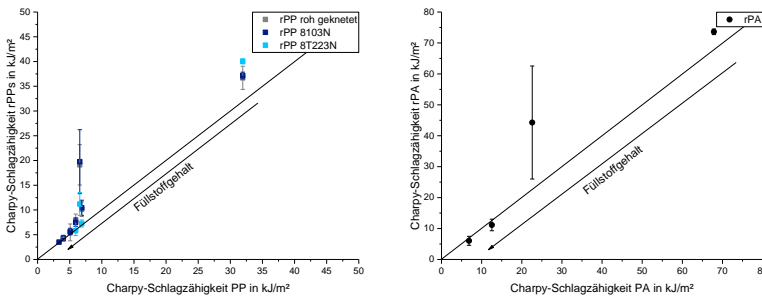 rPP roh geknetet
rPP 8103N
rPP 8T223N
50
45
40
35
30
25
20
15
10
5
0
Charpy-Schlagzähigkeit rPPs in kJ/m²
Füllstoffgehalt
0 5 10 15 20 25 30 35 40 45 50
Charpy-Schlagzähigkeit PP in kJ/m²
rPA
80
70
60
50
40
30
20
10
0
Charpy-Schlagzähigkeit rPA in kJ/m²
Füllstoffgehalt
0 10 20 30 40 50 60 70 80
Charpy-Schlagzähigkeit PA in kJ/m²